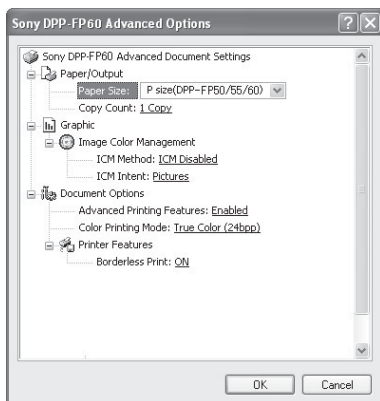 Sony DPP-FP60 Advanced Options
Sony DPP-FP60 Advanced Document Settings
Paper/Output
Paper Size: P size(DPP-FP50/55/60)
Copy Count: 1 Copy
Graphic
Image Color Management
ICM Method: ICM Disabled
ICM Intent: Pictures
Document Options
Advanced Printing Features: Enabled
Color Printing Mode: True Color (24bpp)
Printer Features
Borderless Print: ON
OK Cancel